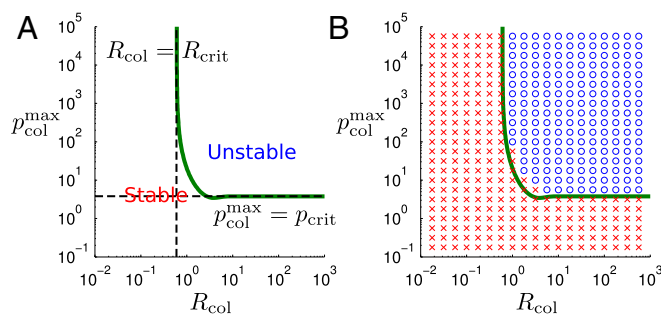 A
B
10^5
10^4
10^3
10^2
10^1
10^0
10^-1
p_col^max
R_col = R_crit
Unstable
Stable
p_col^max = p_crit
10^-2 10^-1 10^0 10^1 10^2 10^3
R_col
10^5
10^4
10^3
10^2
10^1
10^0
10^-1
p_col^max
10^-2 10^-1 10^0 10^1 10^2 10^3
R_col